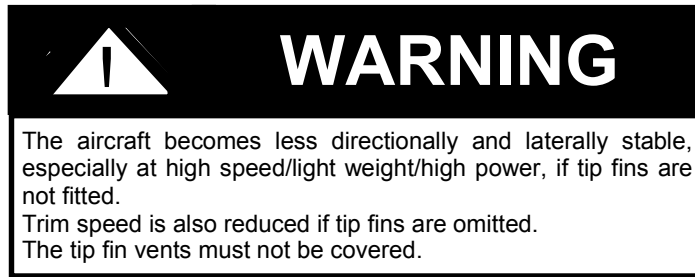 WARNING
The aircraft becomes less directionally and laterally stable,
especially at high speed/light weight/high power, if tip fins are
not fitted.
Trim speed is also reduced if tip fins are omitted.
The tip fin vents must not be covered.